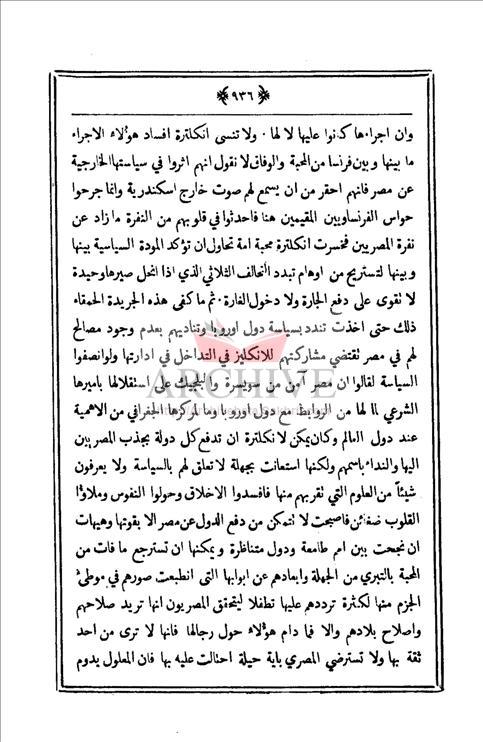 ﴿٩٣٦﴾
وان اجراءها كانوا عليها لا لها · ولا تنسى انكلترة افساد هؤلاء الاجراء
ما بينها وبين فرنسا من المحبة والوفاق لا نقول انهم اثروا في سياستها الخارجية
عن مصر فانهم احقر من ان يسمع لهم صوت خارج اسكندرية وانما جرحوا
حواس الفرنساويين المقيمين هنا فاحدثوا في قلوبهم من النفرة ما زاد عن
نفرة المصريين فخسرت انكلترة محبة امة تحاول ان تؤكد المودة السياسية بينها
وبينها لتستريح من اوهام تبدد التحالف الثلاثي الذي اذا انحل صيرها وحيدة
لا تقوى على دفع الجارة ولا دخول الغارة · ثم ما كفى هذه الجريدة الحمقاء
ذلك حتى اخذت تندد بسياسة دول اوروبا وتناديهم بعدم وجود مصالح
لهم في مصر تقتضي مشاركتهم للانكليز في التداخل في ادارتها ولو انصفوا
السياسة لقالوا ان مصر آمن من سويسرة والبلجيك على استقلالها باميرها
الشرعي لما لها من الروابط مع دول اوروبا وما لمركزها الجغرافي من الاهمية
عند دول العالم وكان يمكن لانكلترة ان تدفع كل دولة بجذب المصريين
اليها والنداء باسمهم ولكنها استعانت بجهلة لا تعلق لهم بالسياسة ولا يعرفون
شيئاً من العلوم التي تقربهم منها فافسدوا الاخلاق وحولوا النفوس وملأوا
القلوب ضغائن فاصبحت لا تتمكن من دفع الدول عن مصر الا بقوتها وهيهات
ان نجحت بين امم طامعة ودول متناظرة ويمكنها ان تسترجع ما فات من
المحبة بالتبري من الجهلة وابعادهم عن ابوابها التى انطبعت صورهم في موطئ
الجزم منها لكثرة ترددهم عليها تطفلا ليتحقق المصريون انها تريد صلاحهم
واصلاح بلادهم والا فما دام هؤلاء حول رجالها فانها لا ترى من احد
ثقة بها ولا تسترضي المصري باية حيلة احتالت عليه بها فان المعلول يدوم
ARCHIVE